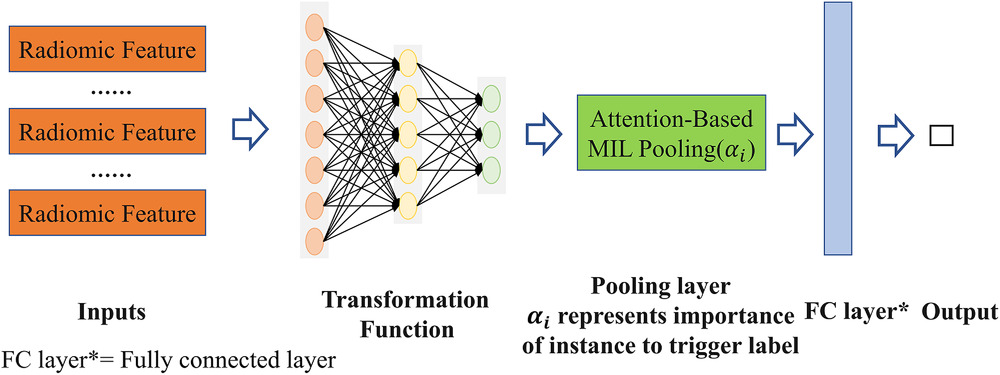 Radiomic Feature
......
Radiomic Feature
......
Radiomic Feature
Attention-Based
MIL Pooling(αᵢ)
Inputs
Transformation
Function
Pooling layer
αᵢ represents importance
of instance to trigger label
FC layer*
Output
FC layer*= Fully connected layer